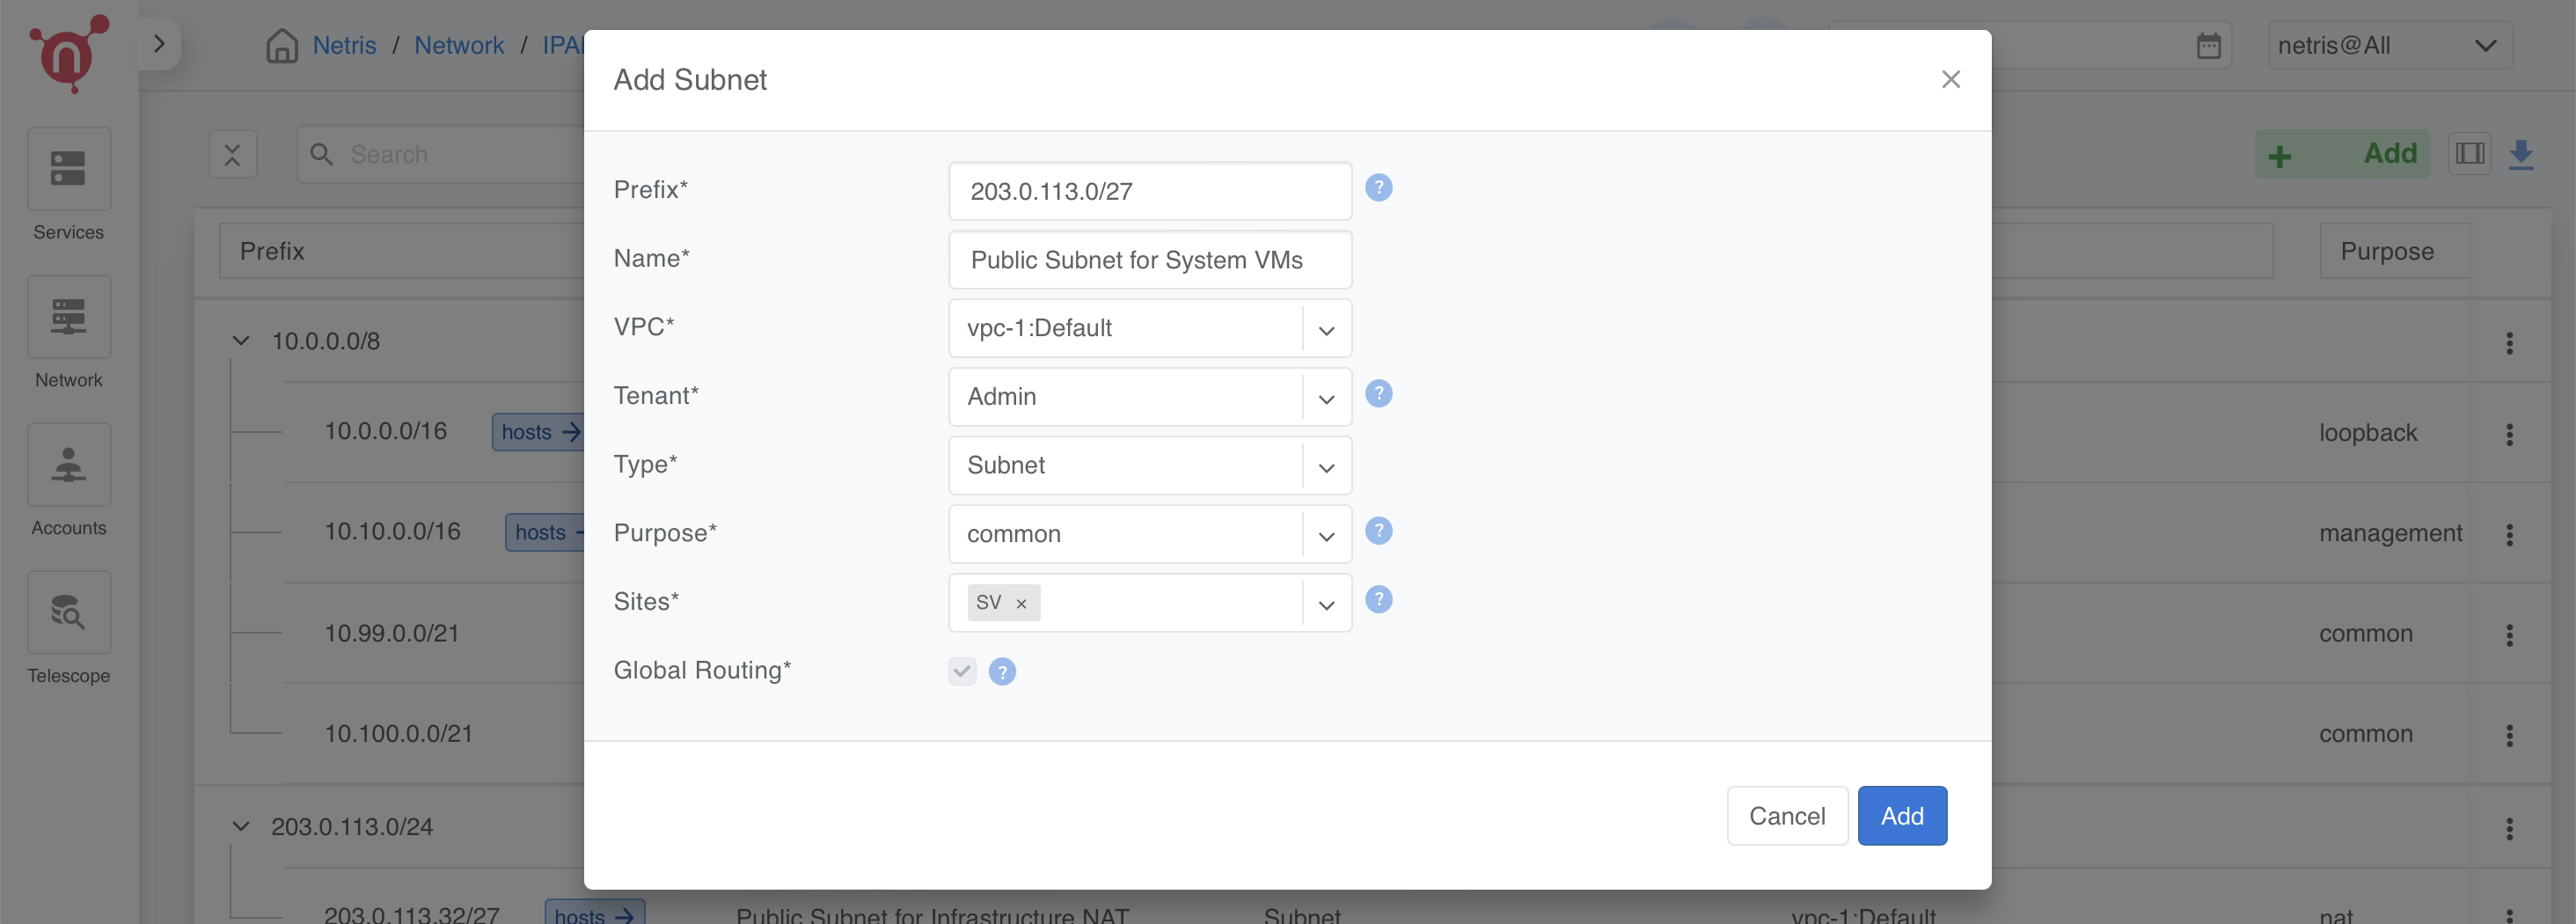 Netris / Network / IPA
netris@All
Add Subnet
Search
Add
Prefix
Purpose
Services
Network
Accounts
Telescope
Prefix* 203.0.113.0/27 ?
Name* Public Subnet for System VMs
VPC* vpc-1:Default
Tenant* Admin ?
Type* Subnet
Purpose* common ?
Sites* SV × ?
Global Routing* ?
Cancel Add
10.0.0.0/8
10.0.0.0/16 hosts → loopback
10.10.0.0/16 hosts management
10.99.0.0/21 common
10.100.0.0/21 common
203.0.113.0/24
203.0.113.32/27 hosts → Public Subnet for Infrastructure NAT Subnet vpc-1:Default nat